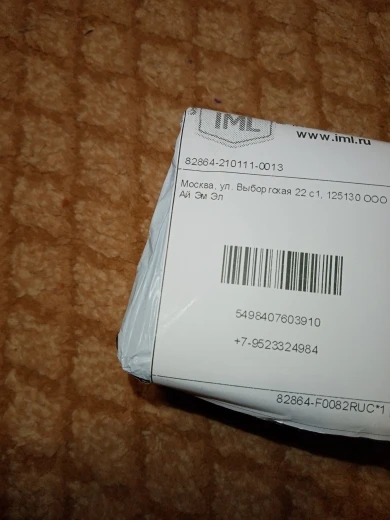 IML
www.iml.ru
82864-210111-0013
Москва, ул. Выборгская 22 с1, 125130 ООО
Ай Эм Эл
5498407603910
+7-9523324984
82864-F0082RUC*1